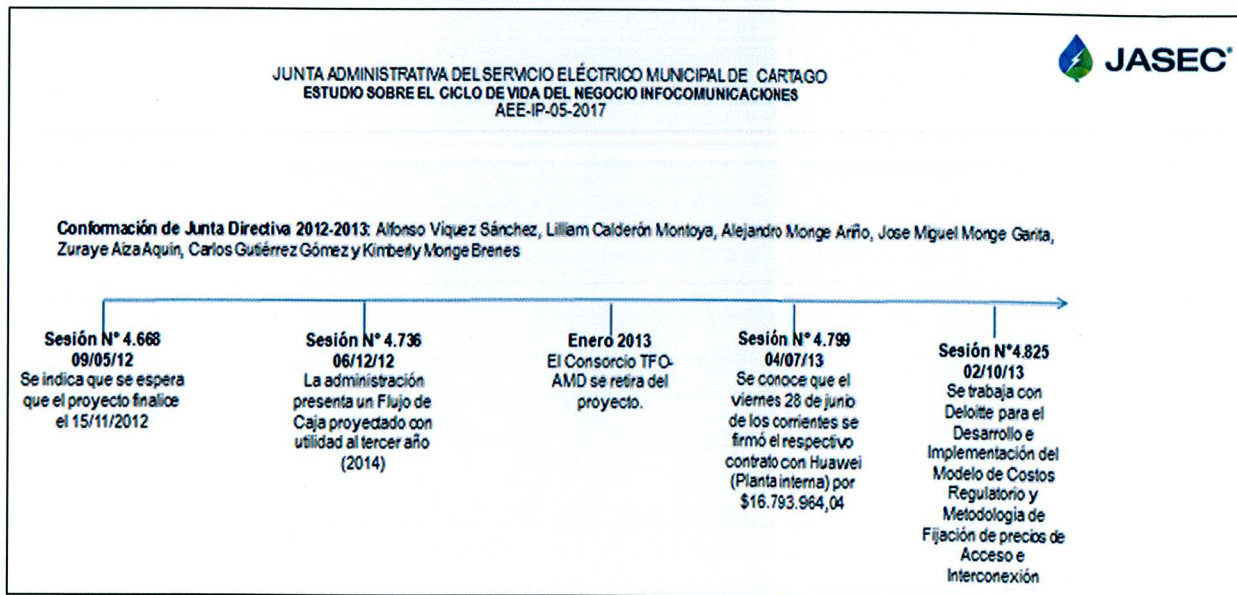 JASEC
JUNTA ADMINISTRATIVA DEL SERVICIO ELÉCTRICO MUNICIPAL DE CARTAGO
ESTUDIO SOBRE EL CICLO DE VIDA DEL NEGOCIO INFOCOMUNICACIONES
AEE-IP-05-2017
Conformación de Junta Directiva 2012-2013: Alfonso Víquez Sánchez, Lilliam Calderón Montoya, Alejandro Monge Ariño, Jose Miguel Monge Garita,
Zuraye Aiza Aquin, Carlos Gutiérrez Gómez y Kimberly Monge Brenes
Sesión N° 4.668
09/05/12
Se indica que se espera
que el proyecto finalice
el 15/11/2012
Sesión N° 4.736
06/12/12
La administración
presenta un Flujo de
Caja proyectado con
utilidad al tercer año
(2014)
Enero 2013
El Consorcio TFO-
AMD se retira del
proyecto.
Sesión N° 4.799
04/07/13
Se conoce que el
viernes 28 de junio
de los corrientes se
firmó el respectivo
contrato con Huawei
(Planta interna) por
$16.793.964,04
Sesión N°4.825
02/10/13
Se trabaja con
Deloitte para el
Desarrollo e
Implementación del
Modelo de Costos
Regulatorio y
Metodología de
Fijación de precios de
Acceso e
Interconexión